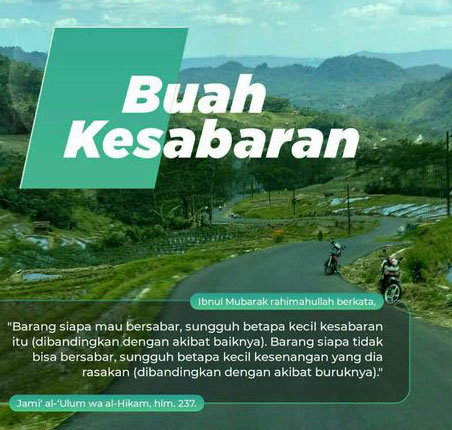 Buah
Kesabaran
Ibnul Mubarak rahimahullah berkata,
"Barang siapa mau bersabar, sungguh betapa kecil kesabaran
itu (dibandingkan dengan akibat baiknya). Barang siapa tidak
bisa bersabar, sungguh betapa kecil kesenangan yang dia
rasakan (dibandingkan dengan akibat buruknya)."
Jami' al-'Ulum wa al-Hikam, hlm. 237.